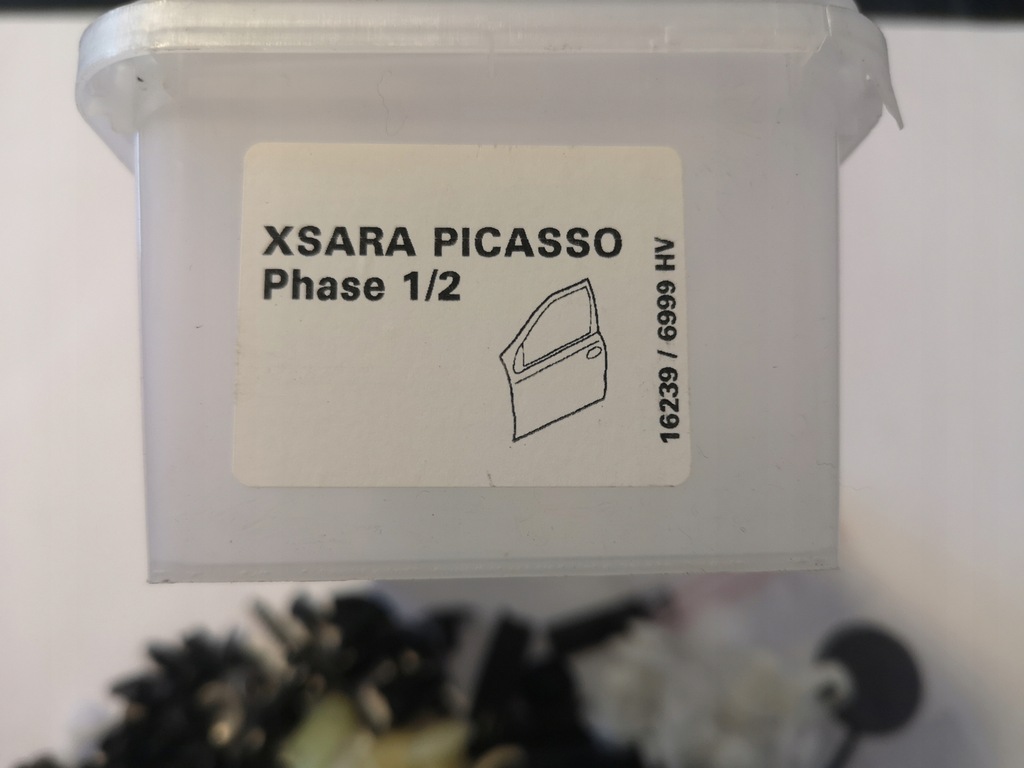 XSARA PICASSO
Phase 1/2
16239 / 6999 HV